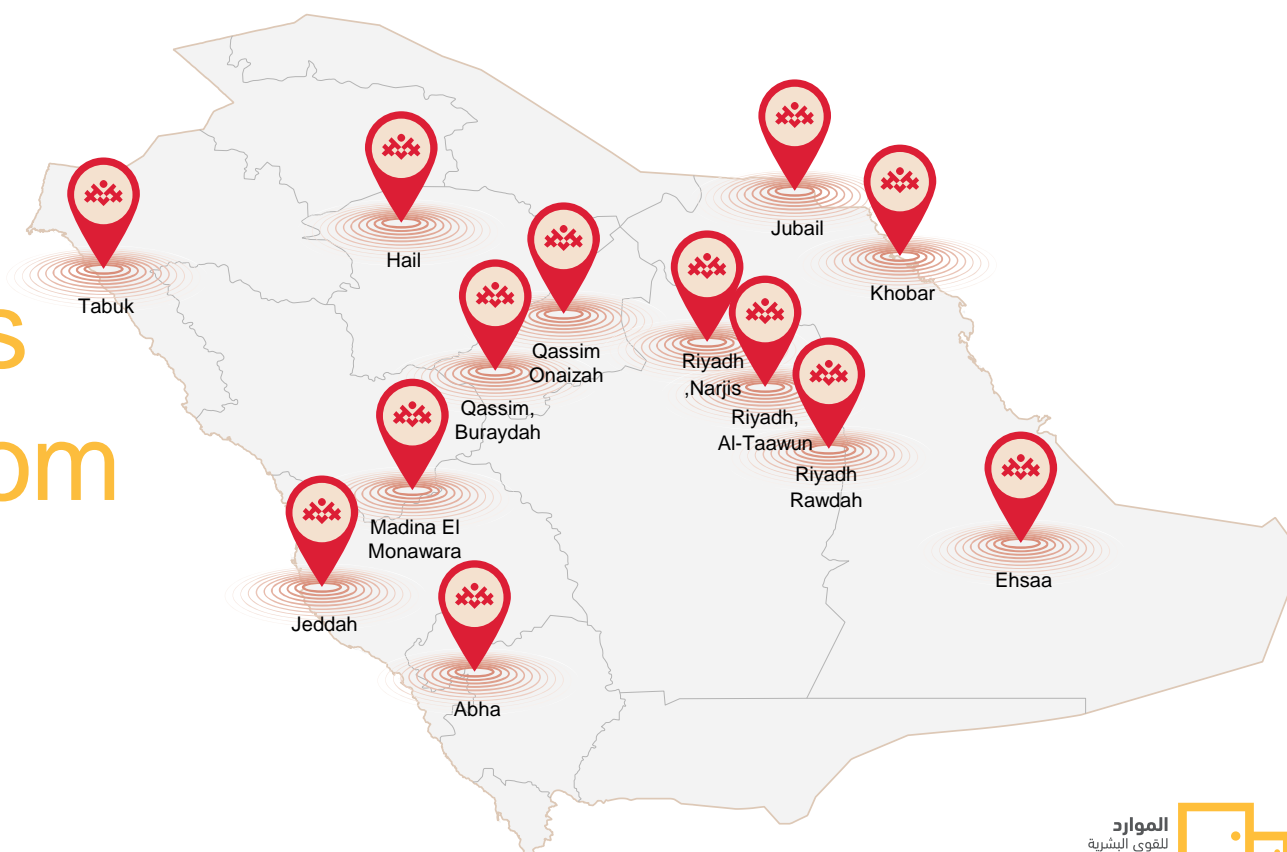 s
om
Tabuk
Hail
Jubail
Khobar
Qassim
Onaizah
Qassim,
Buraydah
Riyadh
,Narjis
Riyadh,
Al-Taawun
Riyadh
Rawdah
Madina El
Monawara
Ehsaa
Jeddah
Abha
الموارد
للقوى البشرية